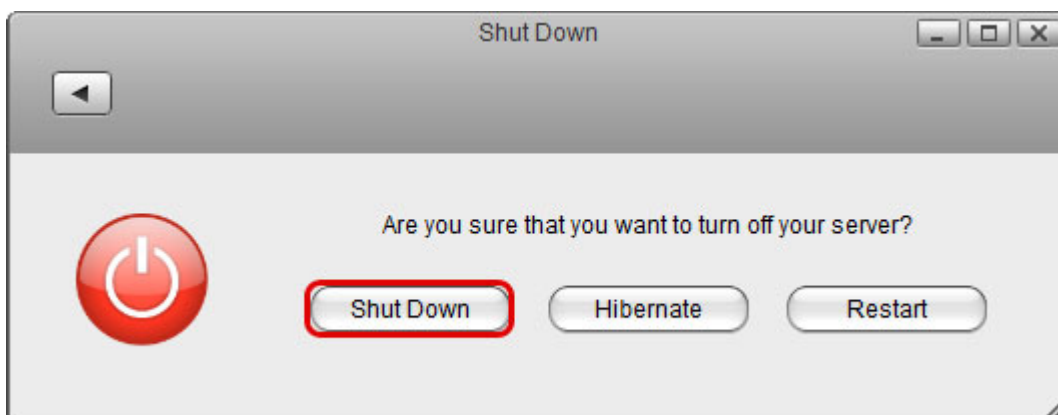 Shut Down
Are you sure that you want to turn off your server?
Shut Down
Hibernate
Restart